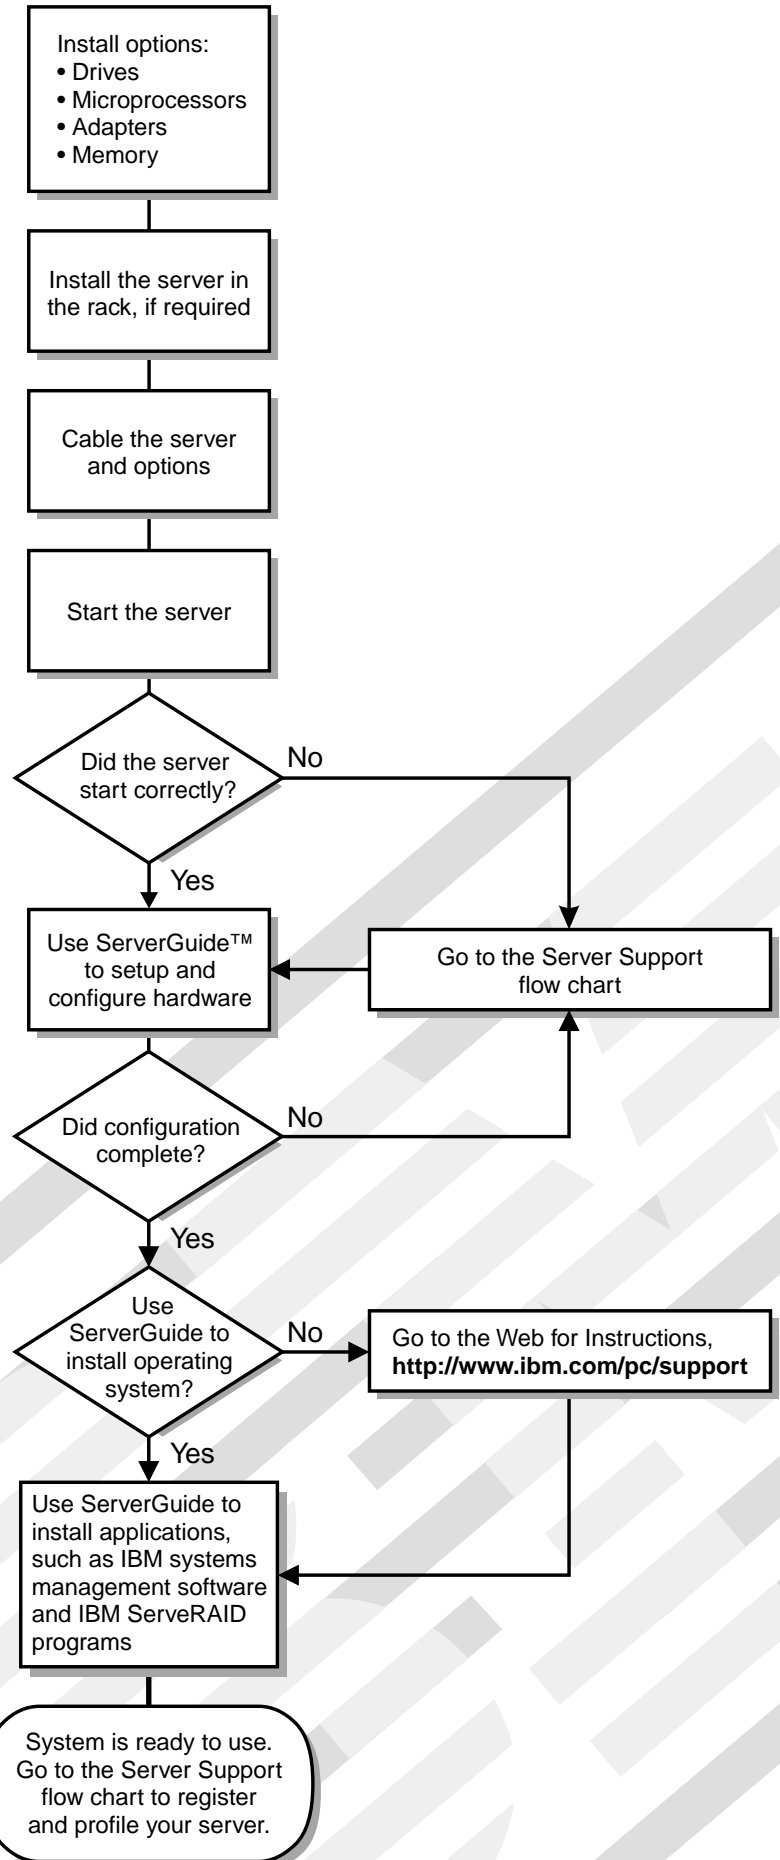 Install options:
• Drives
• Microprocessors
• Adapters
• Memory
Install the server in
the rack, if required
Cable the server
and options
Start the server
Did the server
start correctly?
No
Yes
Use ServerGuide™
to setup and
configure hardware
Go to the Server Support
flow chart
Did configuration
complete?
No
Yes
Use
ServerGuide to
install operating
system?
No
Go to the Web for Instructions,
http://www.ibm.com/pc/support
Yes
Use ServerGuide to
install applications,
such as IBM systems
management software
and IBM ServeRAID
programs
System is ready to use.
Go to the Server Support
flow chart to register
and profile your server.